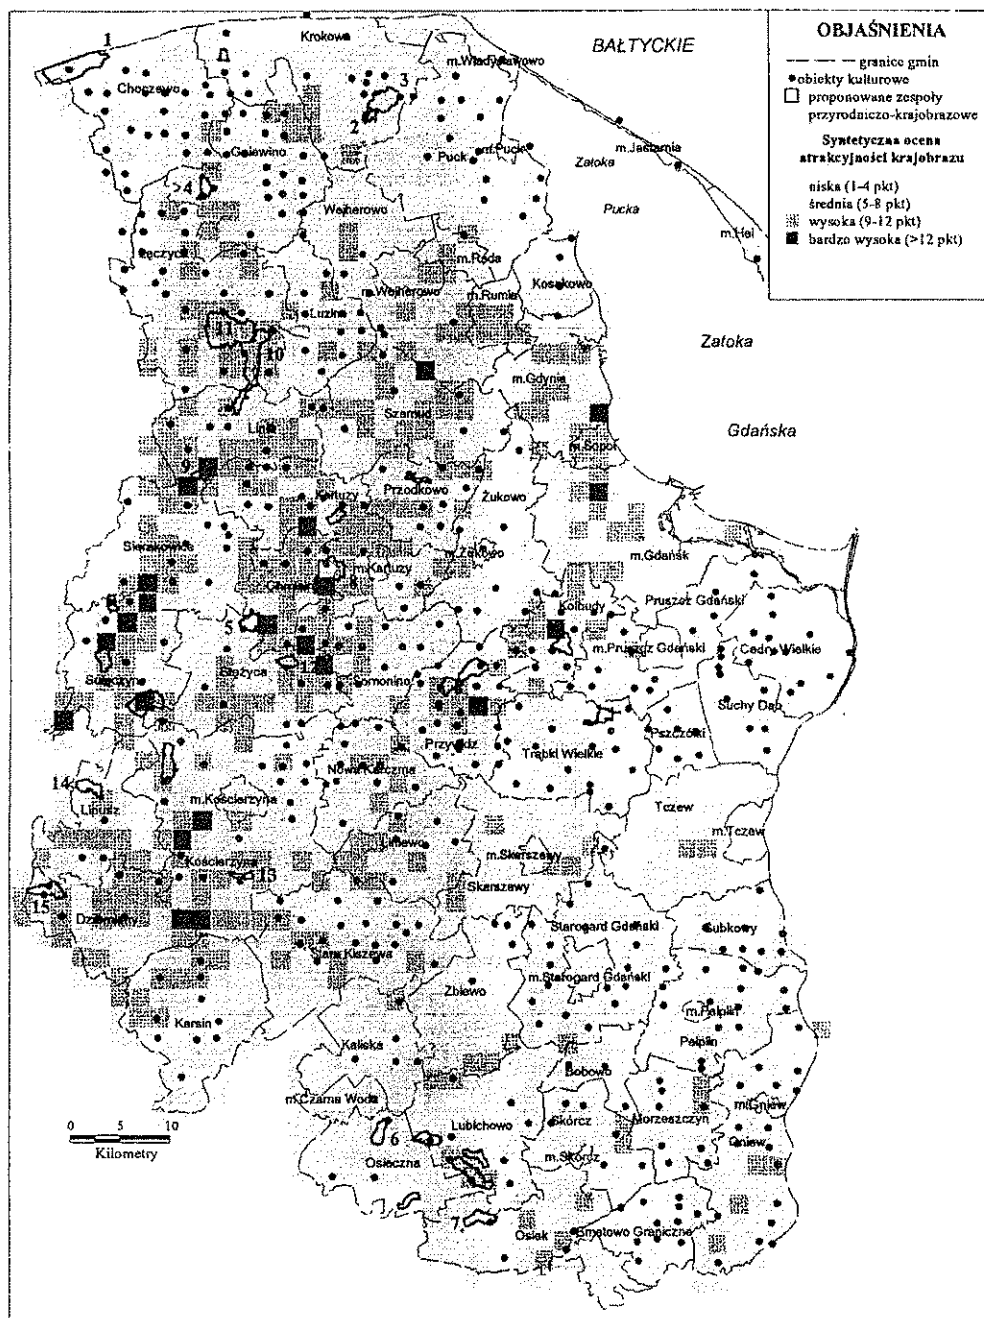 OBJAŚNIENIA
granice gmin
obiekty kulturowe
proponowane zespoły
przyrodniczo-krajobrazowe
Syntetyczna ocena
atrakcyjności krajobrazu
niska (1-4 pkt)
średnia (5-8 pkt)
wysoka (9-12 pkt)
bardzo wysoka (>12 pkt)
BAŁTYCKIE
1
Krokowa
m.Władysławowo
Choczewo
3
2
Gniewino
Puck
m.Puck
m.Jastarnia
Zatoka
Pucka
>4
Wejherowo
m.Hel
Łęczyce
m.Reda
Kosakowo
m.Wejherowo
m.Rumia
Luzino
11
10
Zatoka
m.Gdynia
Szemud
Linia
m.Sopot
Gdańska
9
Kartuzy
Przodkowo
Żukowo
Sierakowice
m.Żukowo
m.Gdańsk
m.Kartuzy
Chmielno
8
Kolbudy
Pruszcz Gdański
5
m.Pruszcz Gdański
Cedry Wielkie
Sulęczyno
Stężyca
Somonino
Suchy Dąb
Przywidz
Trąbki Wielkie
Pszczółki
Nowa Karczma
14
Lipusz
m.Kościerzyna
Tczew
m.Tczew
Liniewo
m.Skarszewy
Kościerzyna
13
Skarszewy
15
Dziemiany
Starogard Gdański
Subkowy
Stara Kiszewa
m.Starogard Gdański
Zblewo
m.Pelplin
Karsin
Pelplin
Kaliska
Bobowo
m.Czarna Woda
Skórcz
Morzeszczyn
m.Gniew
0 5 10
Kilometry
Lubichowo
6
Gniew
Osieczna
m.Skórcz
7
Osiek
Smętowo Graniczne